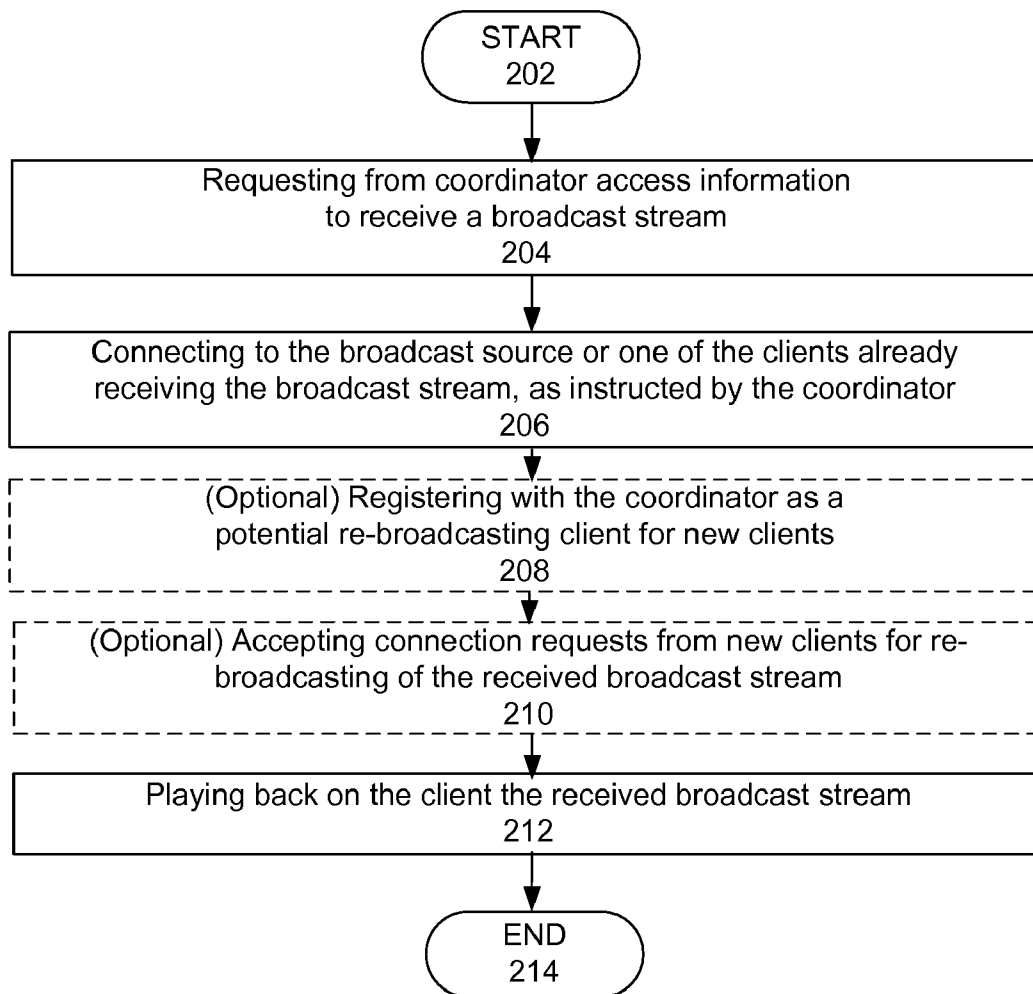 START
202
Requesting from coordinator access information
to receive a broadcast stream
204
Connecting to the broadcast source or one of the clients already
receiving the broadcast stream, as instructed by the coordinator
206
(Optional) Registering with the coordinator as a
potential re-broadcasting client for new clients
208
(Optional) Accepting connection requests from new clients for re-
broadcasting of the received broadcast stream
210
Playing back on the client the received broadcast stream
212
END
214